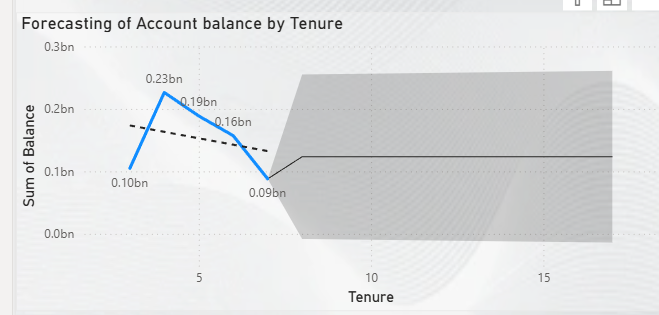 Forecasting of Account balance by Tenure
0.3bn
0.23bn
0.2bn
0.19bn
0.16bn
Sum of Balance
0.1bn
0.10bn
0.09bn
0.0bn
5 10 15
Tenure